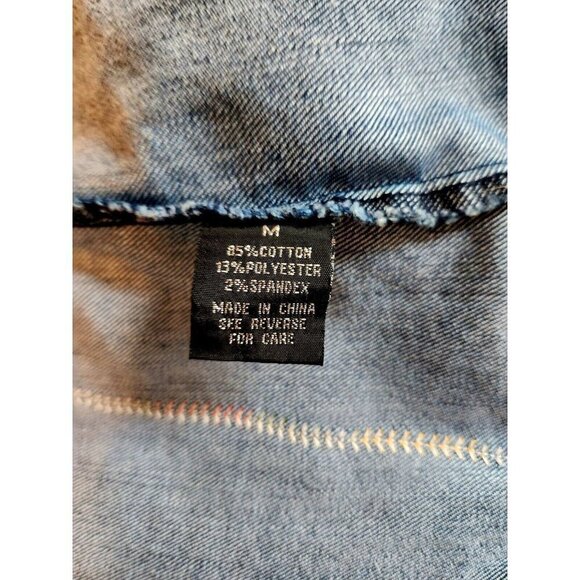 M
85%COTTON
13%POLYESTER
2%SPANDEX
MADE IN CHINA
SEE REVERSE
FOR CARE